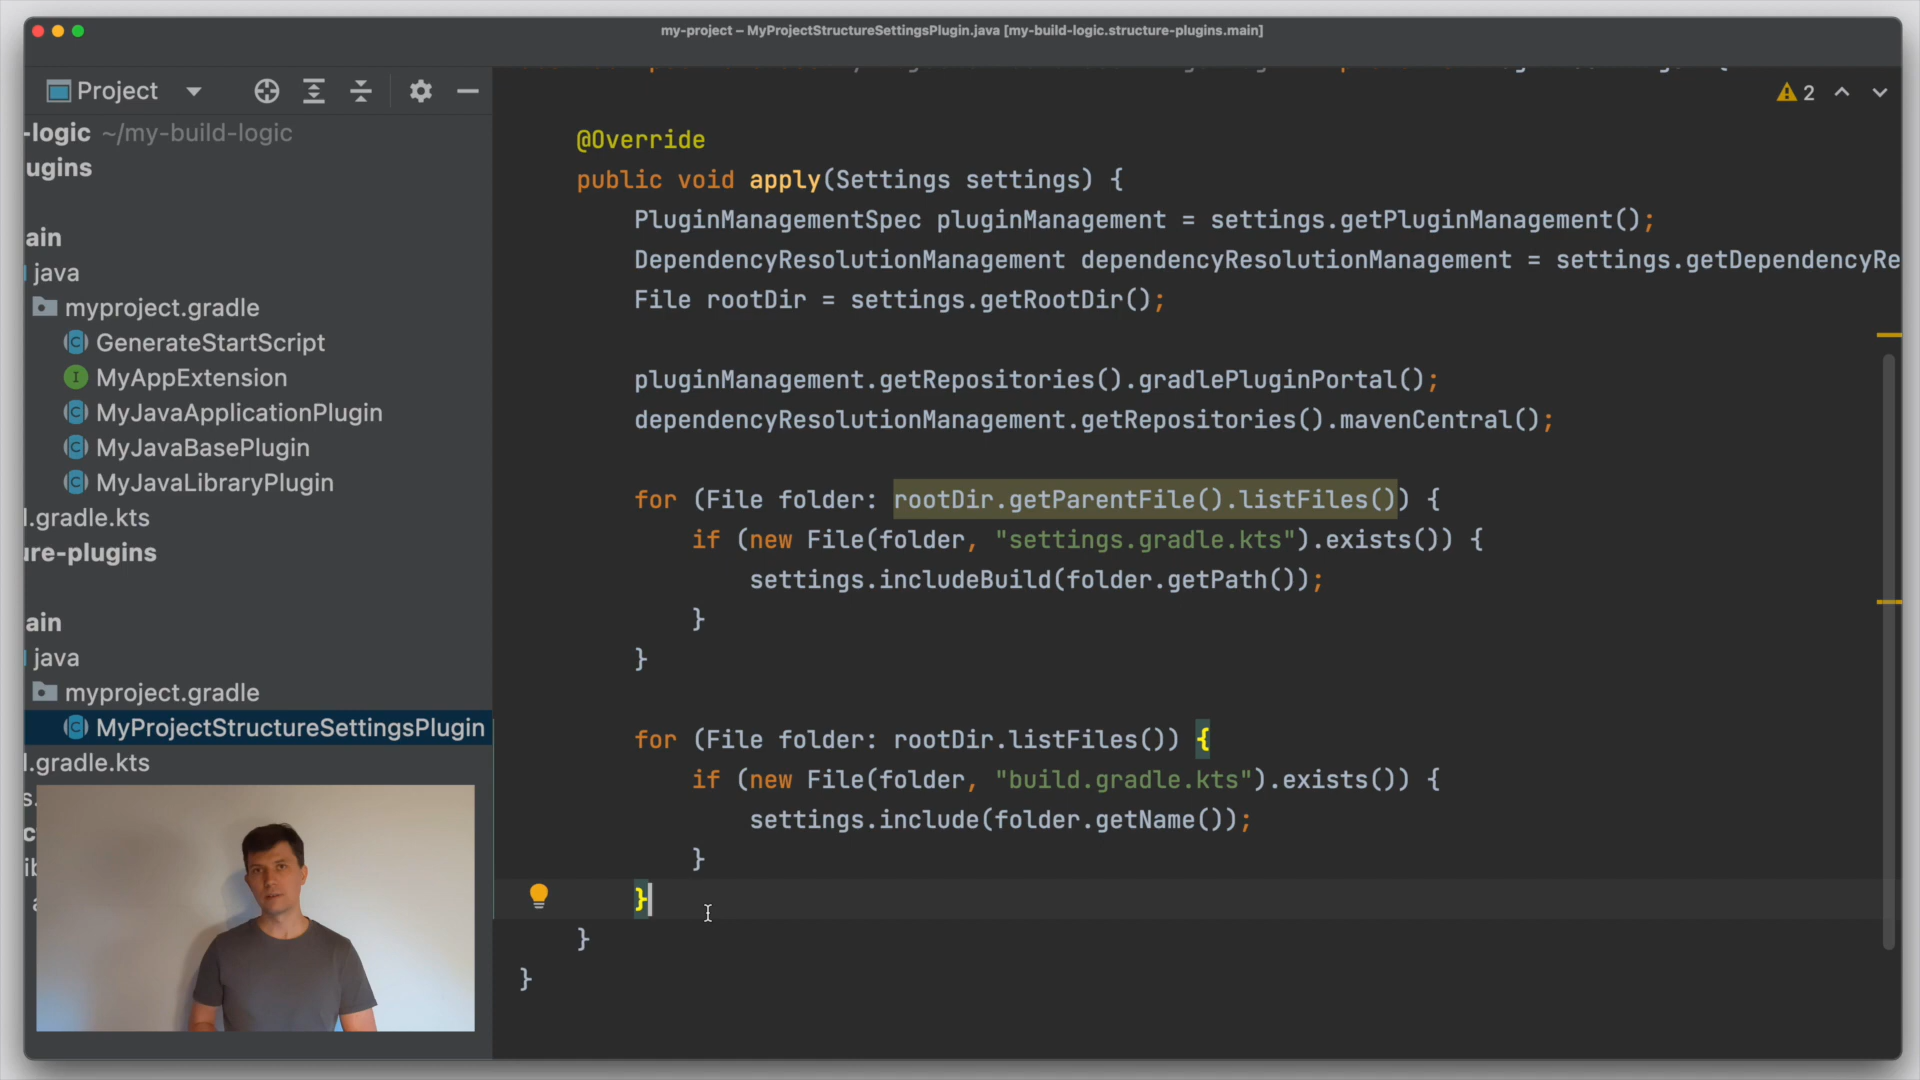 my-project – MyProjectStructureSettingsPlugin.java [my-build-logic.structure-plugins.main]
Project
-logic ~/my-build-logic
ugins
ain
java
myproject.gradle
GenerateStartScript
MyAppExtension
MyJavaApplicationPlugin
MyJavaBasePlugin
MyJavaLibraryPlugin
l.gradle.kts
ure-plugins
ain
java
myproject.gradle
MyProjectStructureSettingsPlugin
l.gradle.kts
2
@Override
public void apply(Settings settings) {
PluginManagementSpec pluginManagement = settings.getPluginManagement();
DependencyResolutionManagement dependencyResolutionManagement = settings.getDependencyRe
File rootDir = settings.getRootDir();
pluginManagement.getRepositories().gradlePluginPortal();
dependencyResolutionManagement.getRepositories().mavenCentral();
for (File folder: rootDir.getParentFile().listFiles()) {
if (new File(folder, "settings.gradle.kts").exists()) {
settings.includeBuild(folder.getPath());
}
}
for (File folder: rootDir.listFiles()) {
if (new File(folder, "build.gradle.kts").exists()) {
settings.include(folder.getName());
}
}
}
}